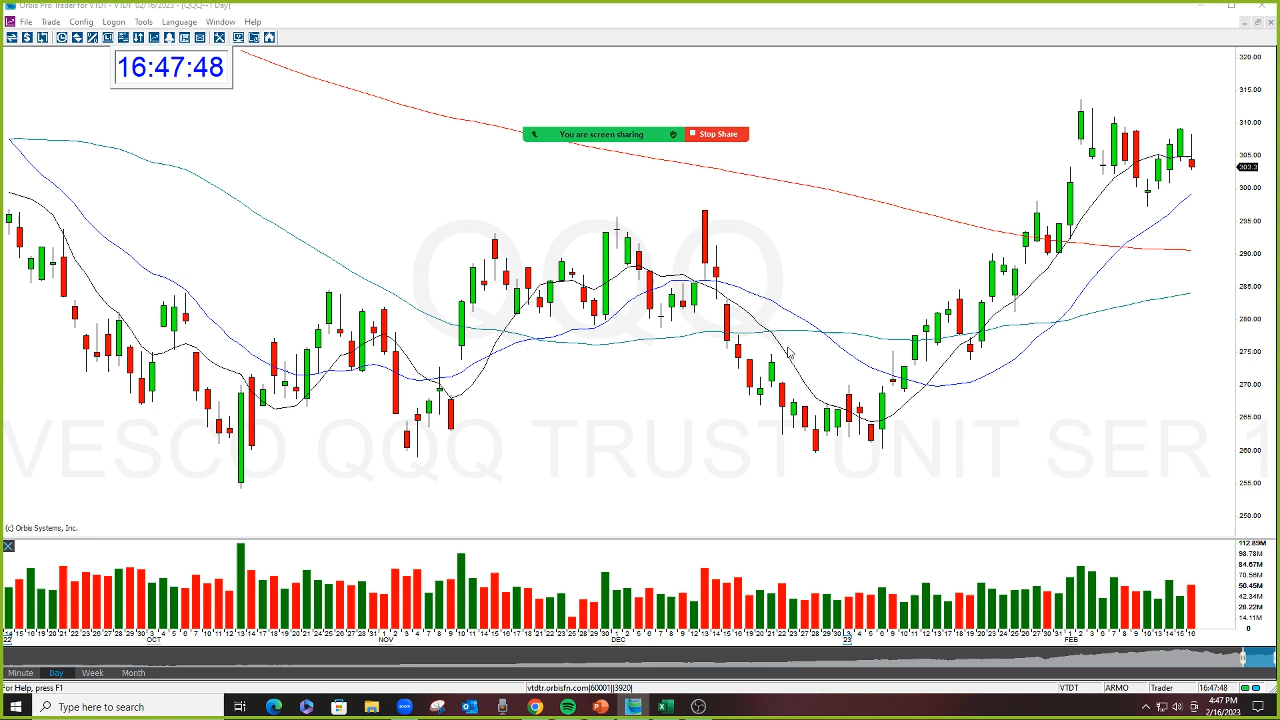 Orbis Pro Trader for VTDT - VTDT 02/16/2023 - [QQQ--1 Day]
File Trade Config Logon Tools Language Window Help
16:47:48
You are screen sharing Stop Share
QQQ
VESCO QQQ TRUST UNIT SER 1
320.00
315.00
310.00
305.00
303.3
300.00
295.00
290.00
285.00
280.00
275.00
270.00
265.00
260.00
255.00
250.00
(c) Orbis Systems, Inc.
112.89M
98.78M
84.67M
70.56M
56.45M
42.34M
28.22M
14.11M
0
22 OCT NOV DEC 23 FEB
Minute Day Week Month
For Help, press F1 vtdtr.orbisfn.com|60001||3920| VTDT ARMO Trader 16:47:48
Type here to search
zoom
4:47 PM
2/16/2023